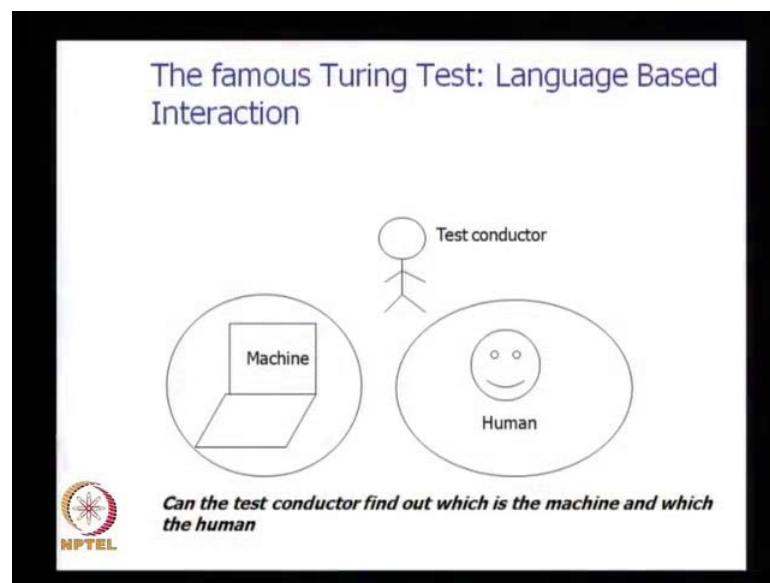 The famous Turing Test: Language Based
Interaction
Test conductor
Machine
Human
Can the test conductor find out which is the machine and which
the human
NPTEL